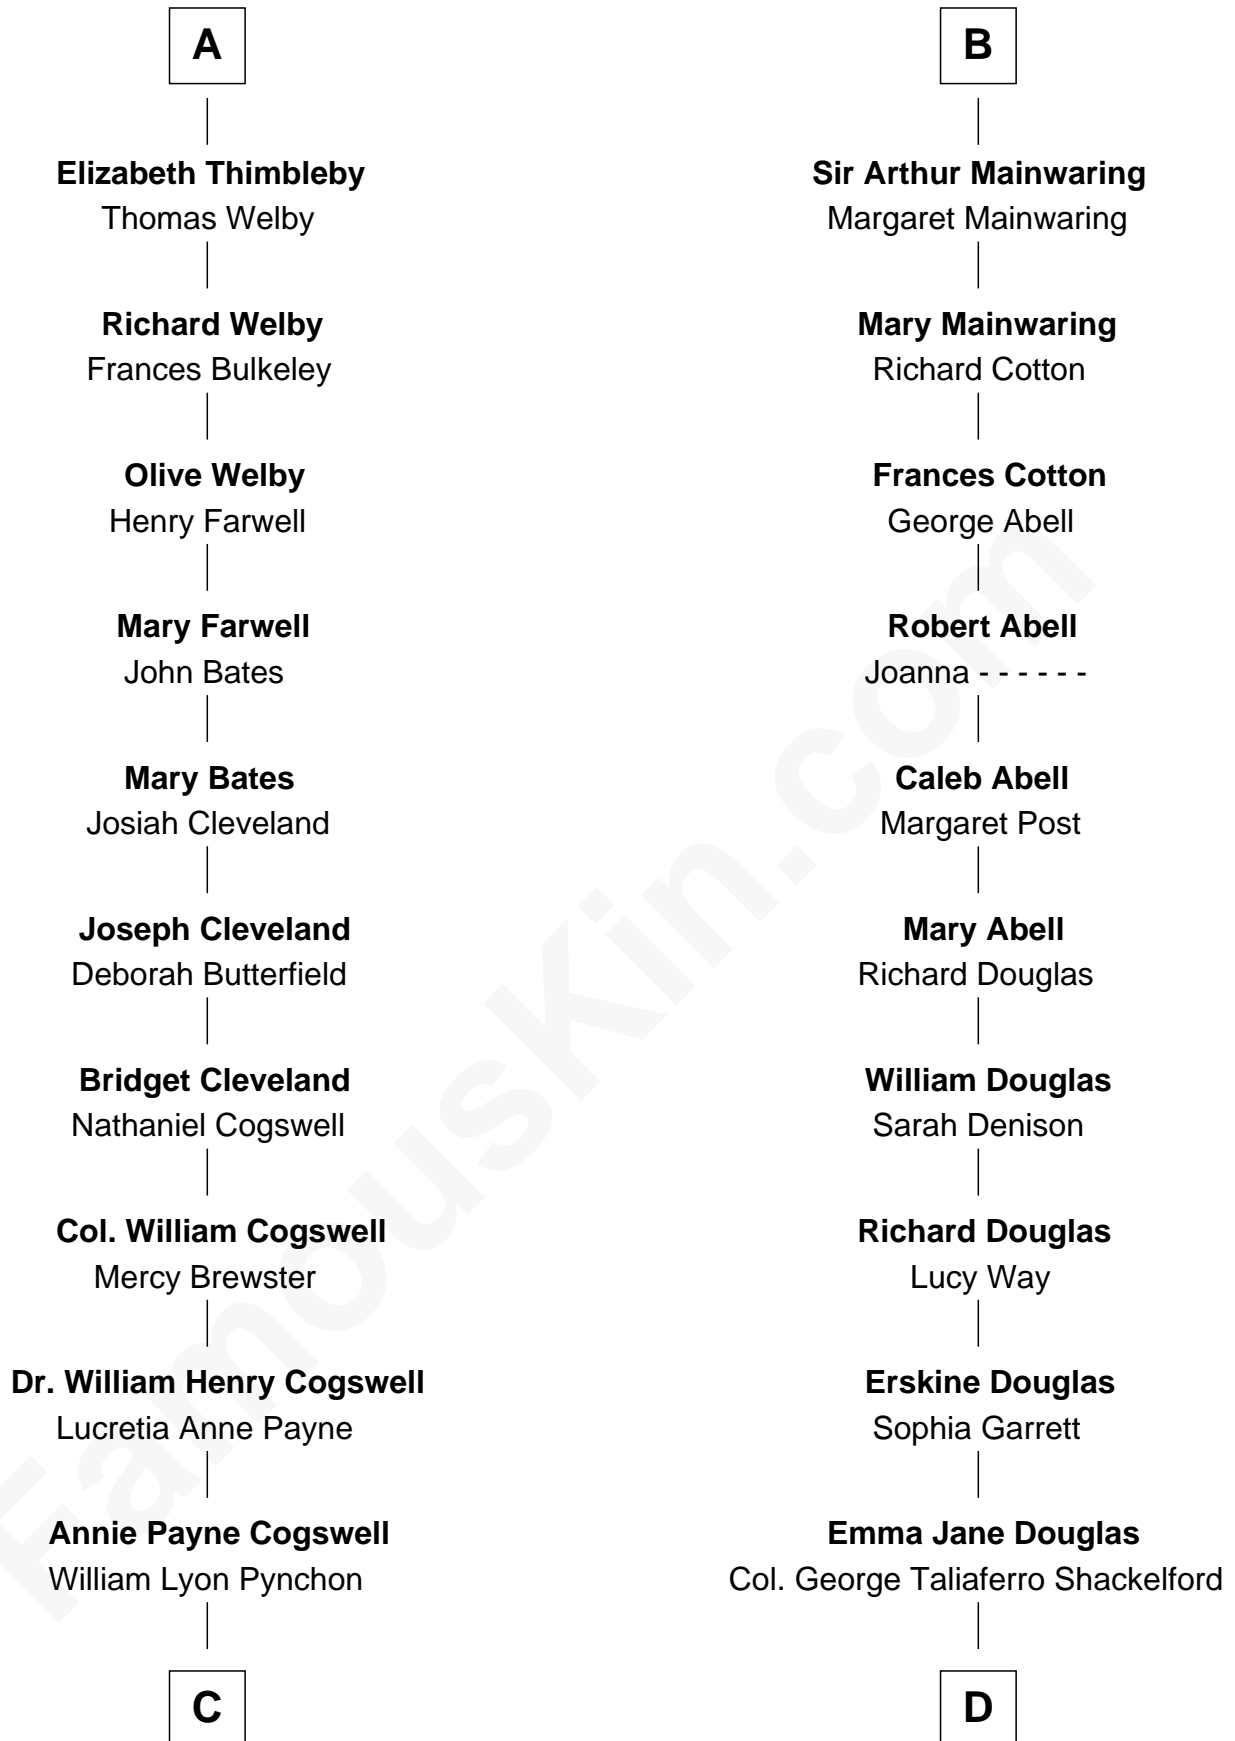 A
Elizabeth Thimbleby
Thomas Welby
Richard Welby
Frances Bulkeley
Olive Welby
Henry Farwell
Mary Farwell
John Bates
Mary Bates
Josiah Cleveland
Joseph Cleveland
Deborah Butterfield
Bridget Cleveland
Nathaniel Cogswell
Col. William Cogswell
Mercy Brewster
Dr. William Henry Cogswell
Lucretia Anne Payne
Annie Payne Cogswell
William Lyon Pynchon
C
B
Sir Arthur Mainwaring
Margaret Mainwaring
Mary Mainwaring
Richard Cotton
Frances Cotton
George Abell
Robert Abell
Joanna - - - - - -
Caleb Abell
Margaret Post
Mary Abell
Richard Douglas
William Douglas
Sarah Denison
Richard Douglas
Lucy Way
Erskine Douglas
Sophia Garrett
Emma Jane Douglas
Col. George Taliaferro Shackelford
D
FamousKin.com